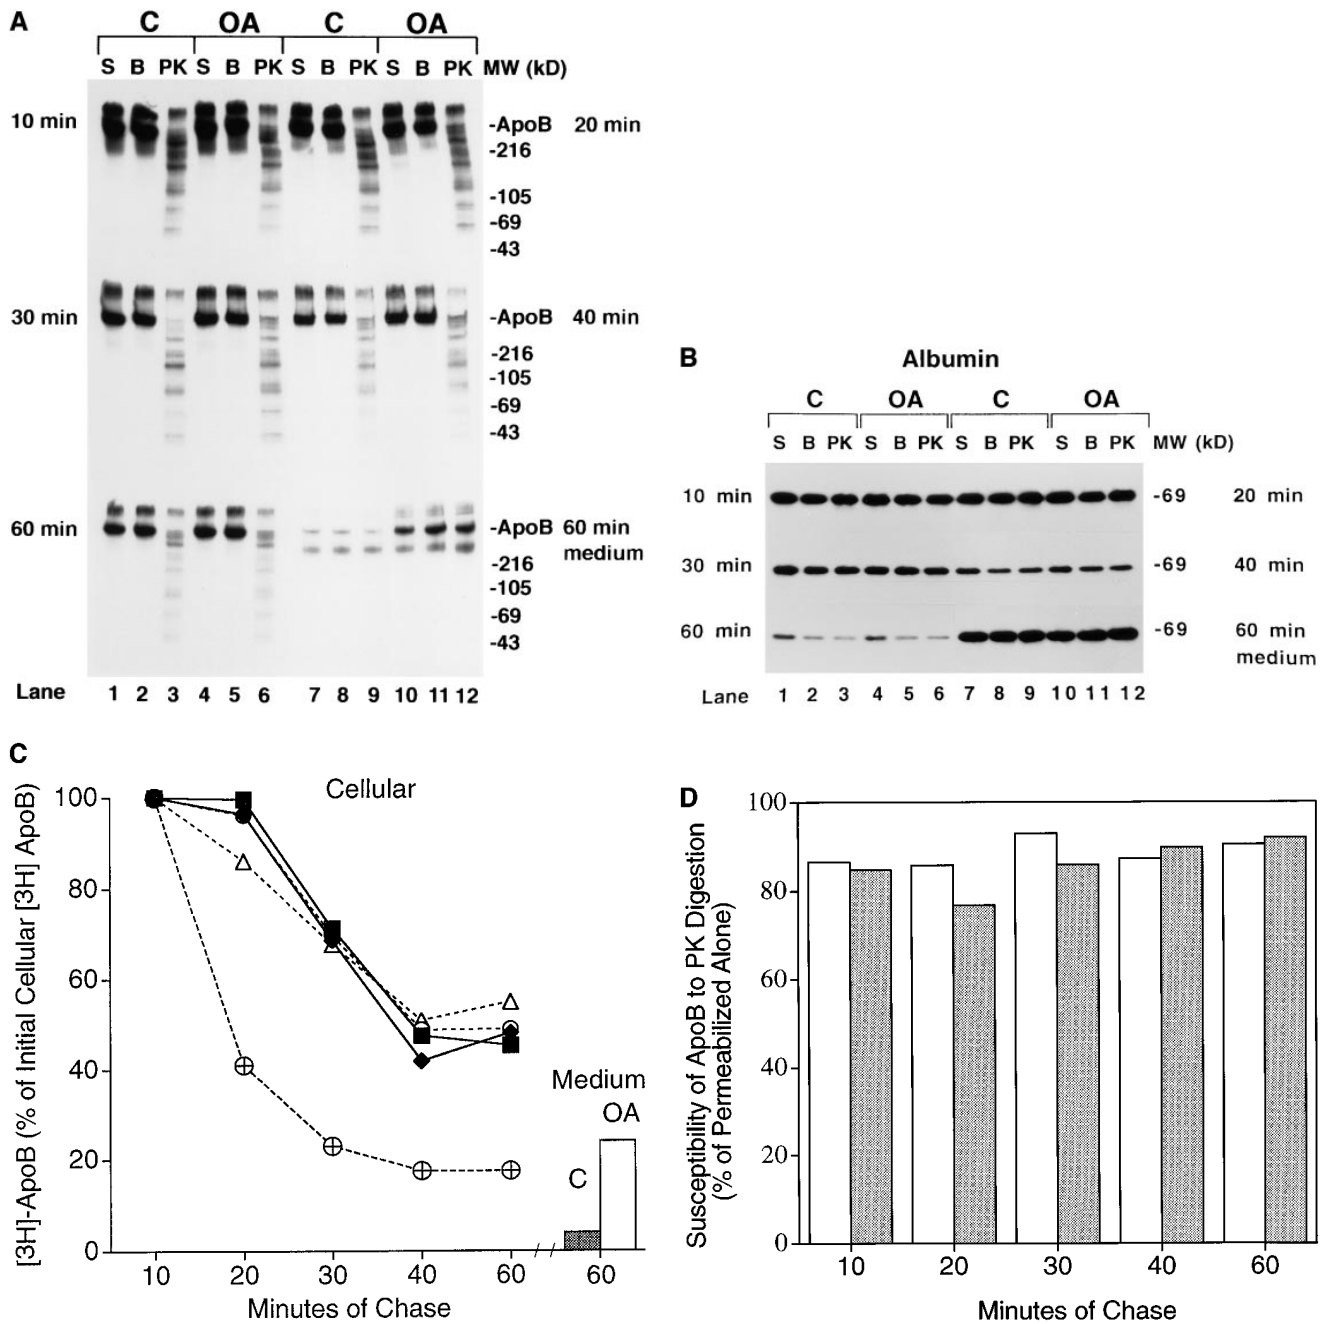 A
C OA C OA
S B PK S B PK S B PK S B PK MW (kD)
10 min -ApoB 20 min
-216
-105
-69
-43
30 min -ApoB 40 min
-216
-105
-69
-43
60 min -ApoB 60 min
medium
-216
-105
-69
-43
Lane 1 2 3 4 5 6 7 8 9 10 11 12
B
Albumin
C OA C OA
S B PK S B PK S B PK S B PK MW (kD)
10 min -69 20 min
30 min -69 40 min
60 min -69 60 min
medium
Lane 1 2 3 4 5 6 7 8 9 10 11 12
C
[3H]-ApoB (% of Initial Cellular [3H] ApoB)
Cellular
100
80
60
40
20
0
Medium
OA
C
10 20 30 40 60 60
Minutes of Chase
D
Susceptibility of ApoB to PK Digestion
(% of Permeabilized Alone)
100
80
60
40
20
0
10 20 30 40 60
Minutes of Chase